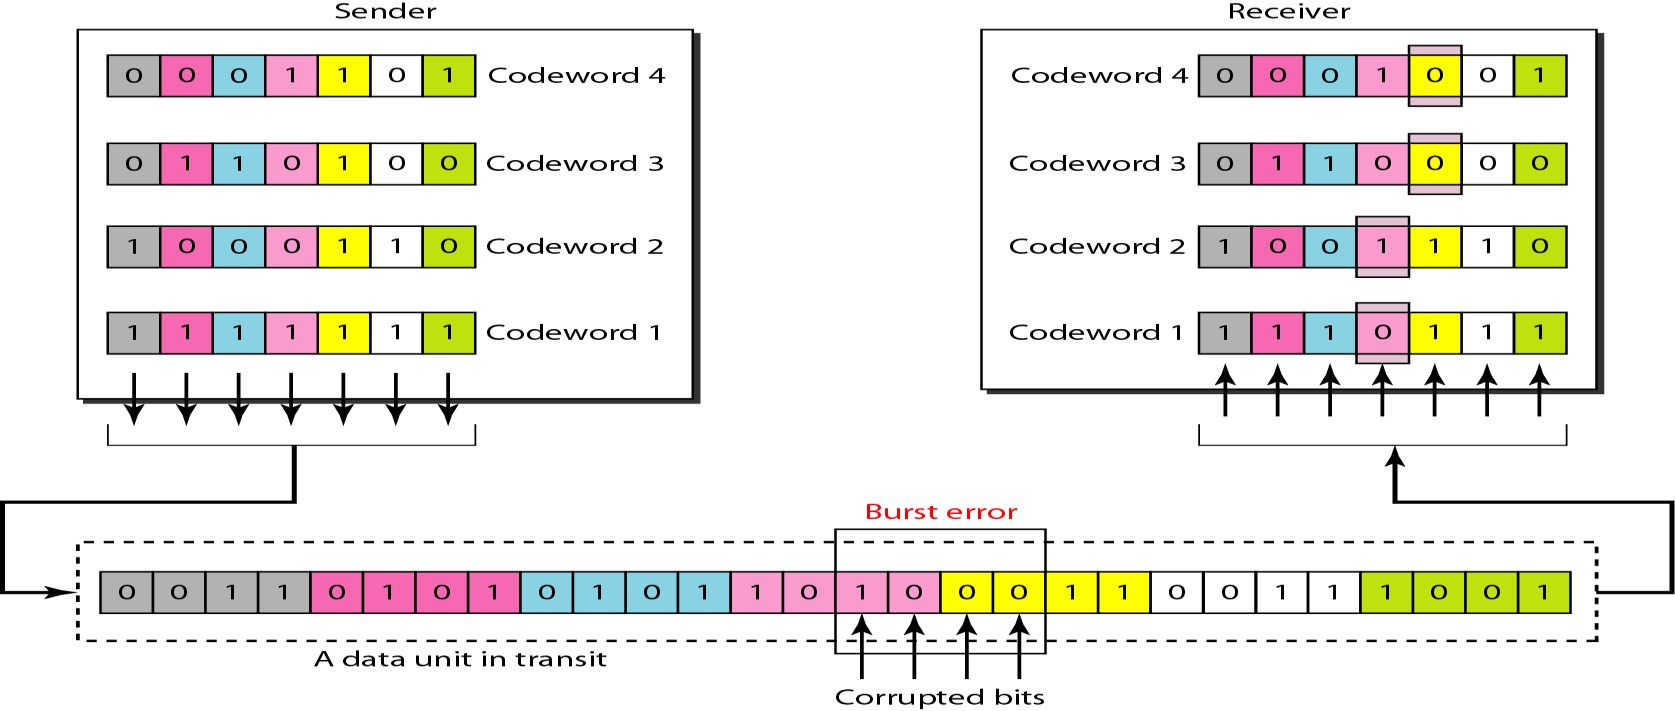 Sender
0 0 0 1 1 0 1 Codeword 4
0 1 1 0 1 0 0 Codeword 3
1 0 0 0 1 1 0 Codeword 2
1 1 1 1 1 1 1 Codeword 1
Receiver
Codeword 4 0 0 0 1 0 0 1
Codeword 3 0 1 1 0 0 0 0
Codeword 2 1 0 0 1 1 1 0
Codeword 1 1 1 1 0 1 1 1
Burst error
0 0 1 1 0 1 0 1 0 1 0 1 1 0 1 0 0 0 1 1 0 0 1 1 1 0 0 1
A data unit in transit
Corrupted bits